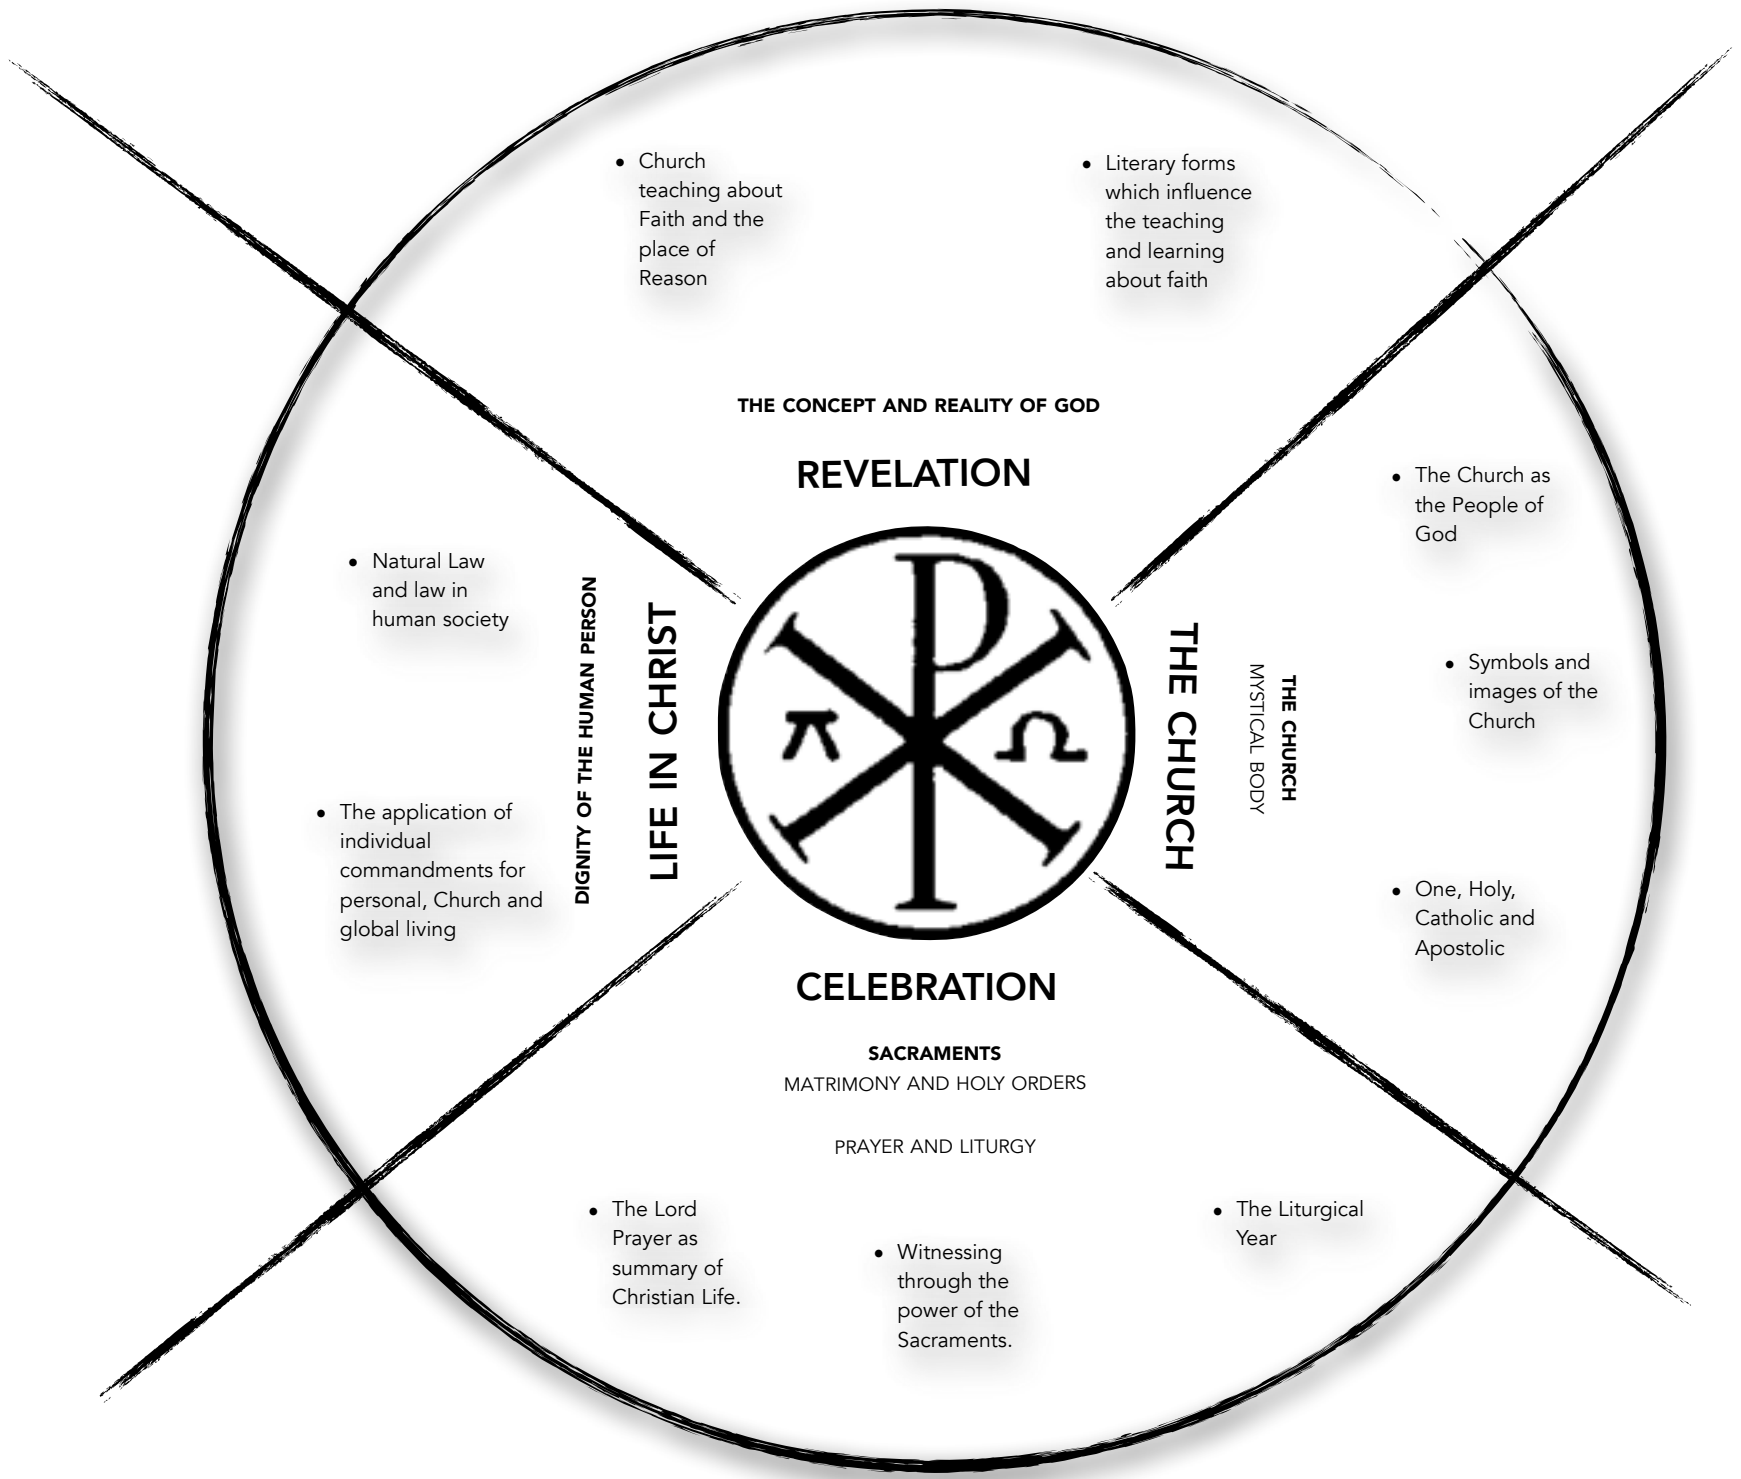 • Church
teaching about
Faith and the
place of
Reason
• Literary forms
which influence
the teaching
and learning
about faith
THE CONCEPT AND REALITY OF GOD
REVELATION
• Natural Law
and law in
human society
• The application of
individual
commandments for
personal, Church and
global living
DIGNITY OF THE HUMAN PERSON
LIFE IN CHRIST
THE CHURCH
THE CHURCH
MYSTICAL BODY
• The Church as
the People of
God
• Symbols and
images of the
Church
• One, Holy,
Catholic and
Apostolic
CELEBRATION
SACRAMENTS
MATRIMONY AND HOLY ORDERS
PRAYER AND LITURGY
• The Lord
Prayer as
summary of
Christian Life.
• Witnessing
through the
power of the
Sacraments.
• The Liturgical
Year